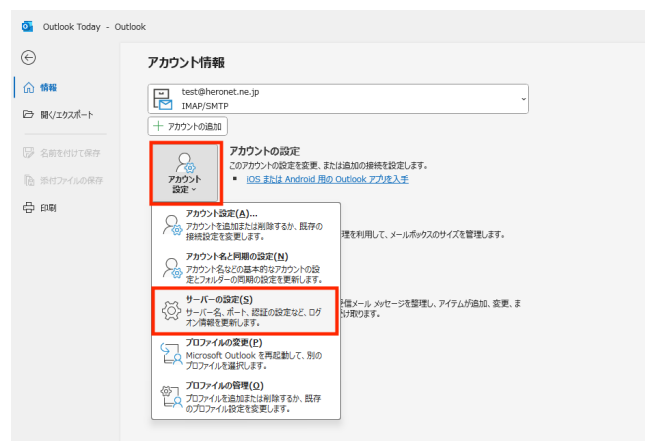 Outlook Today - Outlook
アカウント情報
情報
開く/エクスポート
名前を付けて保存
添付ファイルの保存
印刷
test@heronet.ne.jp
IMAP/SMTP
アカウントの追加
アカウント
設定
アカウントの設定
このアカウントの設定を変更、または追加の接続を設定します。
iOS または Android 用の Outlook アプリを入手
アカウント設定(A)...
アカウントを追加または削除するか、既存の
接続設定を変更します。
理を利用して、メールボックスのサイズを管理します。
アカウント名と同期の設定(N)
アカウント名などの基本的なアカウントの設
定とフォルダーの同期の設定を更新します。
サーバーの設定(S)
サーバー名、ポート、認証の設定など、ログ
オン情報を更新します。
信メール メッセージを整理し、アイテムが追加、変更、ま
け取ります。
プロファイルの変更(P)
Microsoft Outlook を再起動して、別の
プロファイルを選択します。
プロファイルの管理(O)
プロファイルを追加または削除するか、既存
のプロファイル設定を変更します。